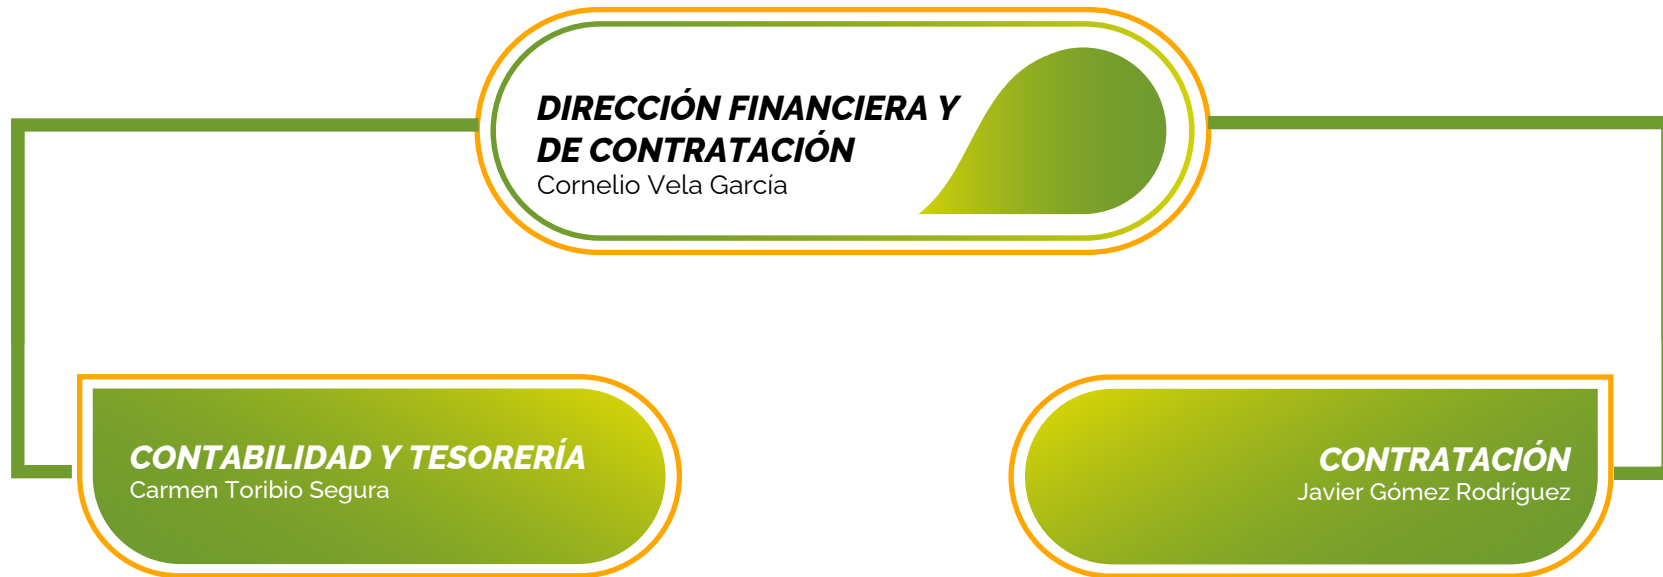 DIRECCIÓN FINANCIERA Y
DE CONTRATACIÓN
Cornelio Vela García
CONTABILIDAD Y TESORERÍA
Carmen Toribio Segura
CONTRATACIÓN
Javier Gómez Rodríguez